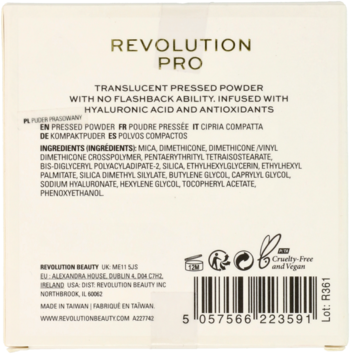 REVOLUTION
PRO
TRANSLUCENT PRESSED POWDER
WITH NO FLASHBACK ABILITY. INFUSED WITH
HYALURONIC ACID AND ANTIOXIDANTS
PL PUDER PRASOWANY
EN PRESSED POWDER FR POUDRE PRESSÉE IT CIPRIA COMPATTA
DE KOMPAKTPUDER ES POLVOS COMPACTOS
INGREDIENTS (INGRÉDIENTS): MICA, DIMETHICONE, DIMETHICONE /VINYL
DIMETHICONE CROSSPOLYMER, PENTAERYTHRITYL TETRAISOSTEARATE,
BIS-DIGLYCERYL POLYACYLADIPATE-2, SILICA, ETHYLHEXYLGLYCERIN, ETHYLHEXYL
PALMITATE, SILICA DIMETHYL SILYLATE, BUTYLENE GLYCOL, CAPRYLYL GLYCOL,
SODIUM HYALURONATE, HEXYLENE GLYCOL, TOCOPHERYL ACETATE,
PHENOXYETHANOL.
12M
PETA
Cruelty-Free
and Vegan
REVOLUTION BEAUTY UK: ME11 5JS
EU : ALEXANDRA HOUSE, DUBLIN 4, D04 C7H2,
IRELAND | USA: DIST: REVOLUTION BEAUTY INC
NORTHBROOK, IL 60062
MADE IN TAIWAN | FABRIQUÉ EN TAÏWAN.
WWW.REVOLUTIONBEAUTY.COM A227742
5 057566 223591
Lot: R361